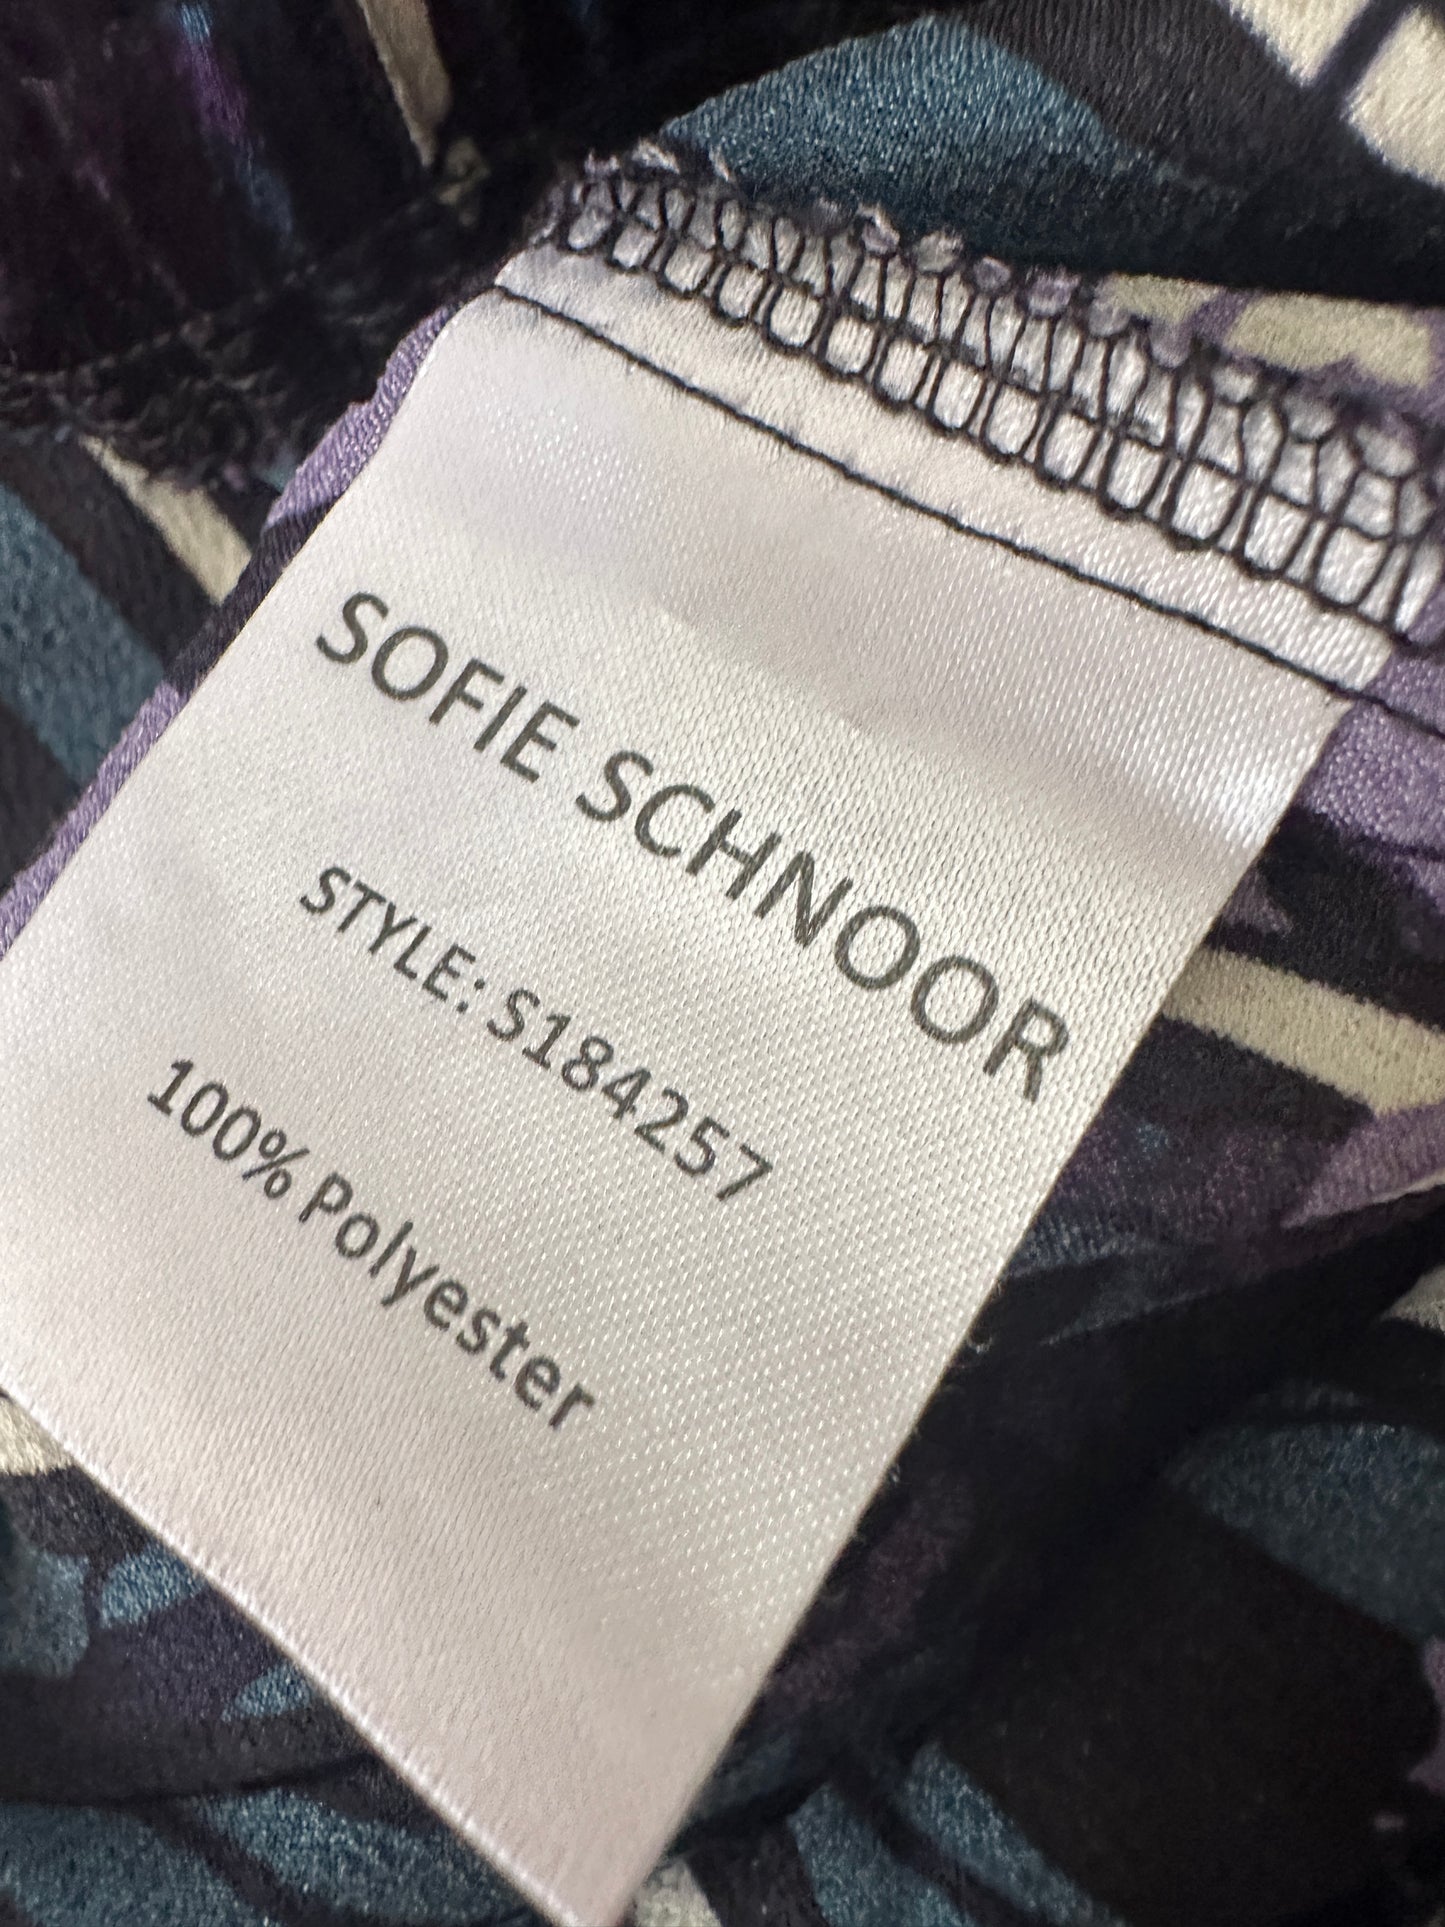 SOFIE SCHNOOR
STYLE: S184257
100% Polyester